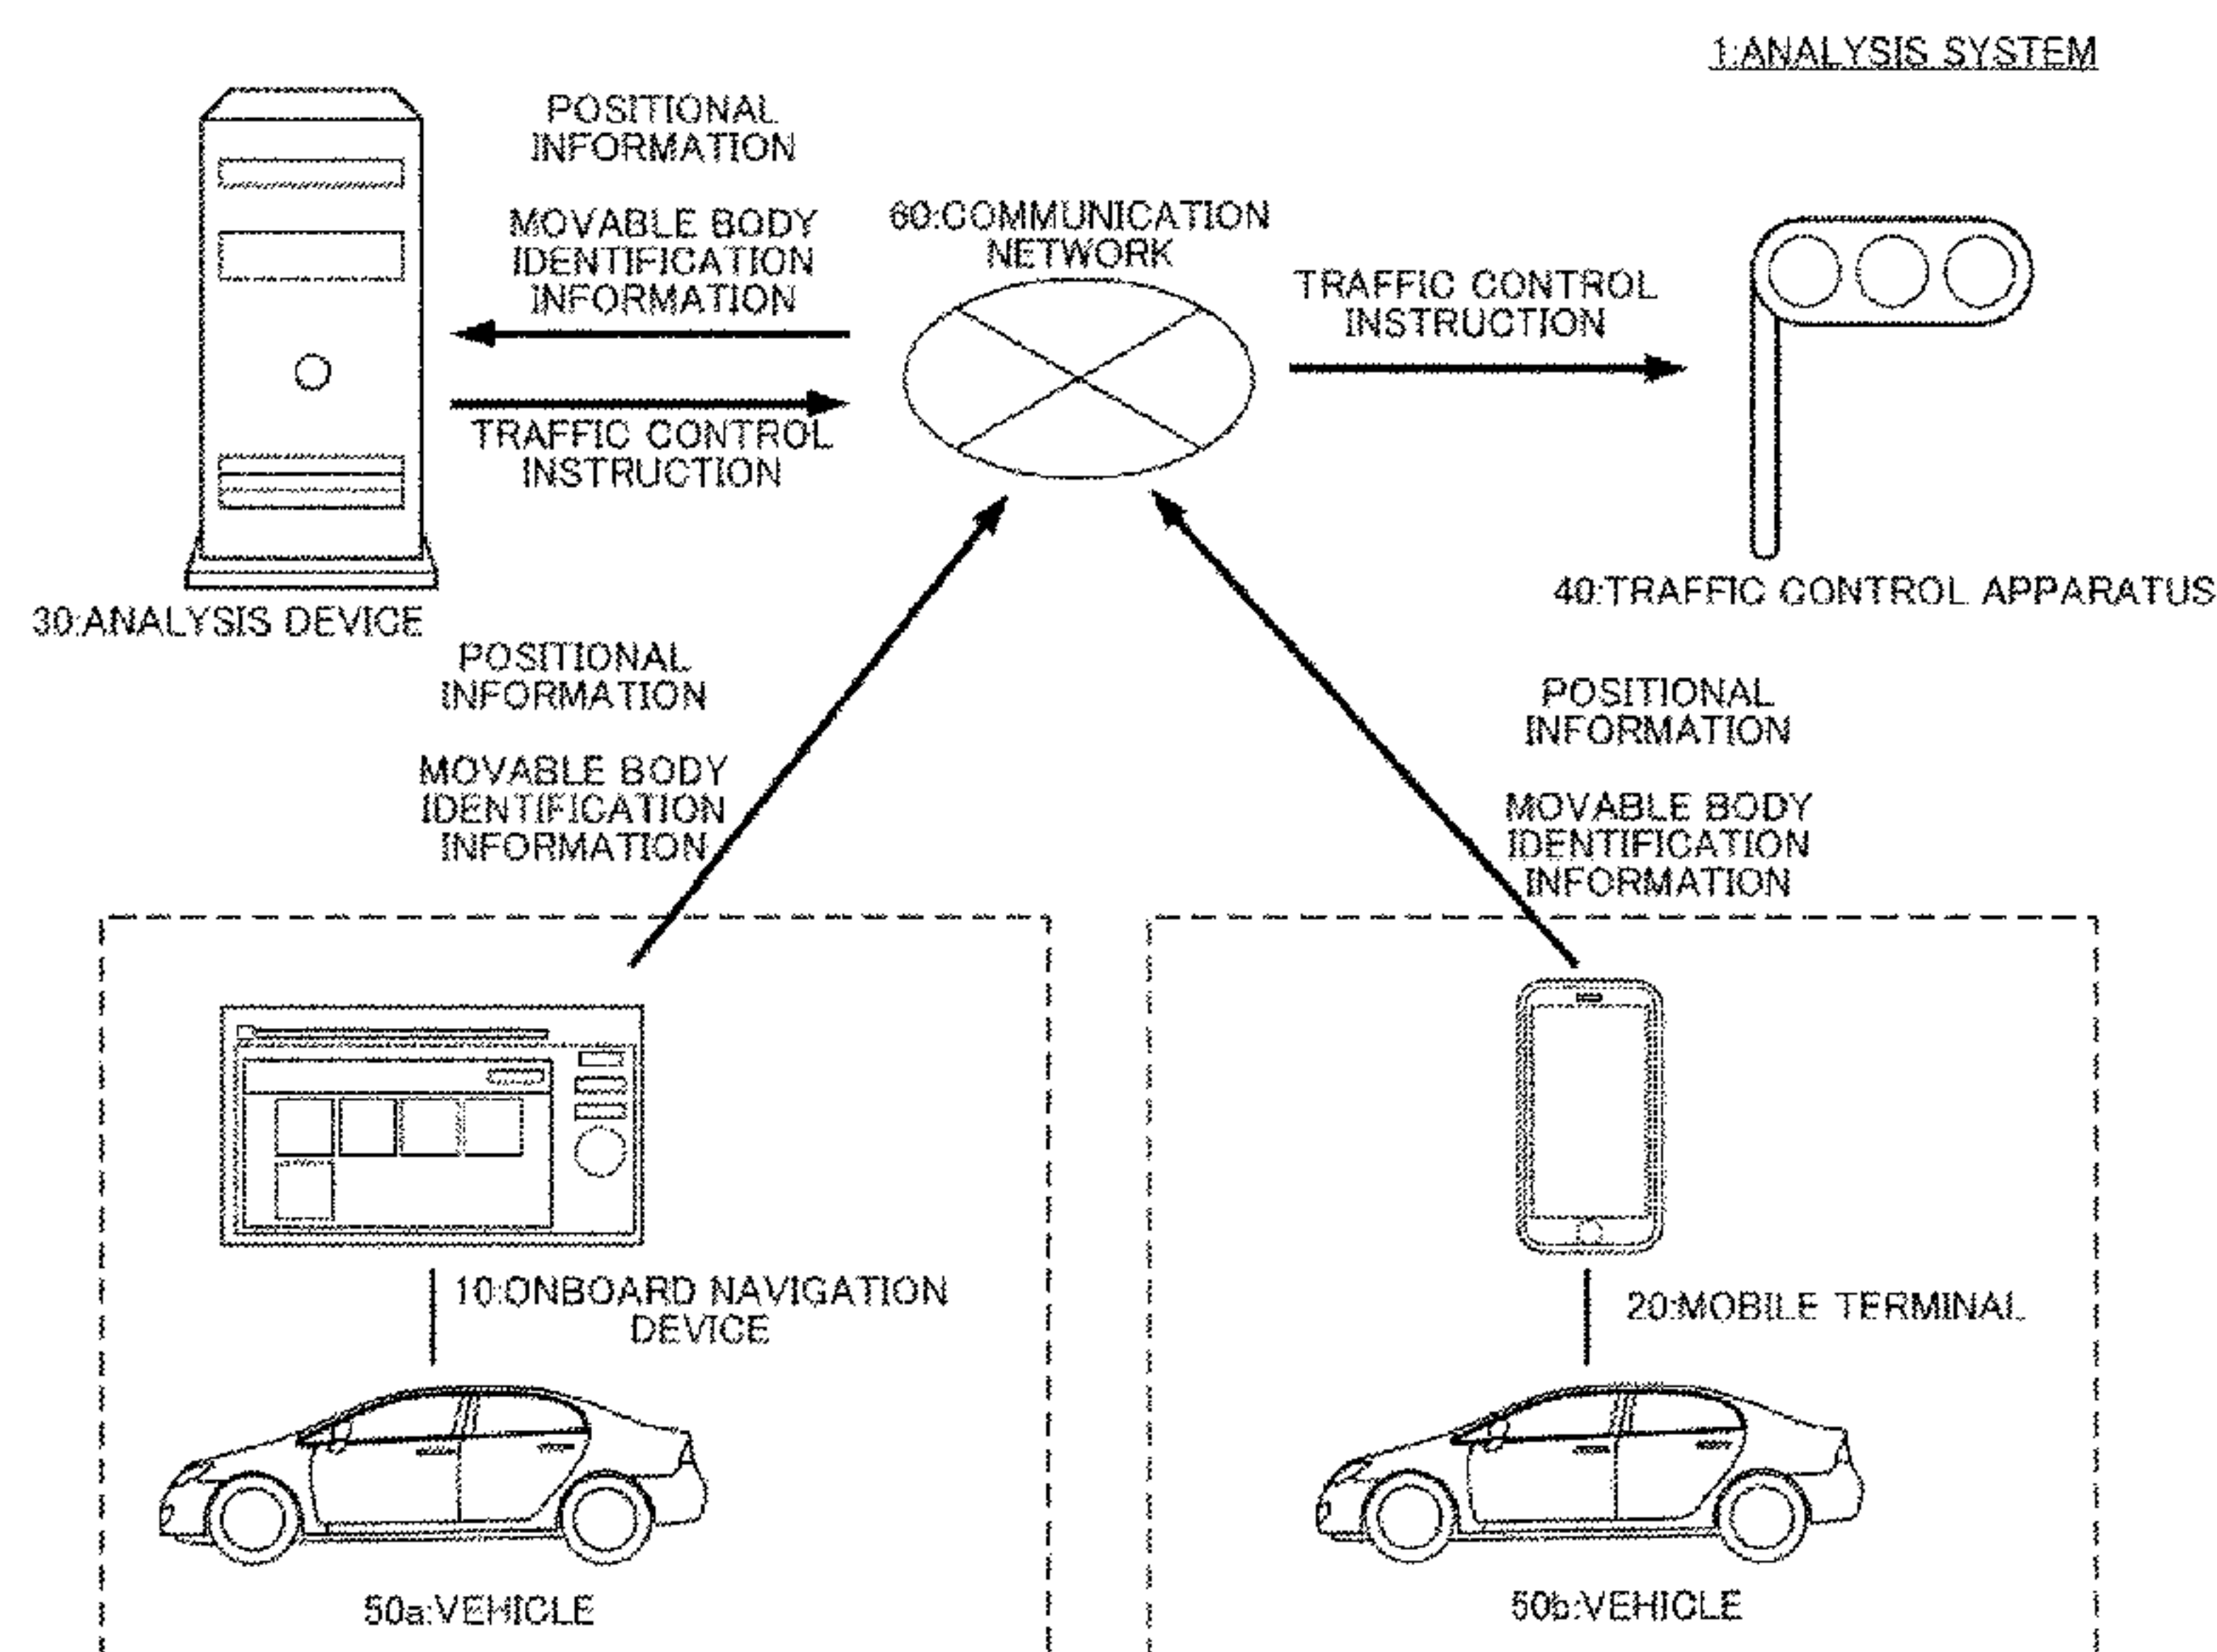 1:ANALYSIS SYSTEM
POSITIONAL
INFORMATION
MOVABLE BODY
IDENTIFICATION
INFORMATION
60:COMMUNICATION
NETWORK
TRAFFIC CONTROL
INSTRUCTION
TRAFFIC CONTROL
INSTRUCTION
30:ANALYSIS DEVICE
40:TRAFFIC CONTROL APPARATUS
POSITIONAL
INFORMATION
MOVABLE BODY
IDENTIFICATION
INFORMATION
POSITIONAL
INFORMATION
MOVABLE BODY
IDENTIFICATION
INFORMATION
10:ONBOARD NAVIGATION
DEVICE
20:MOBILE TERMINAL
50a:VEHICLE
50b:VEHICLE